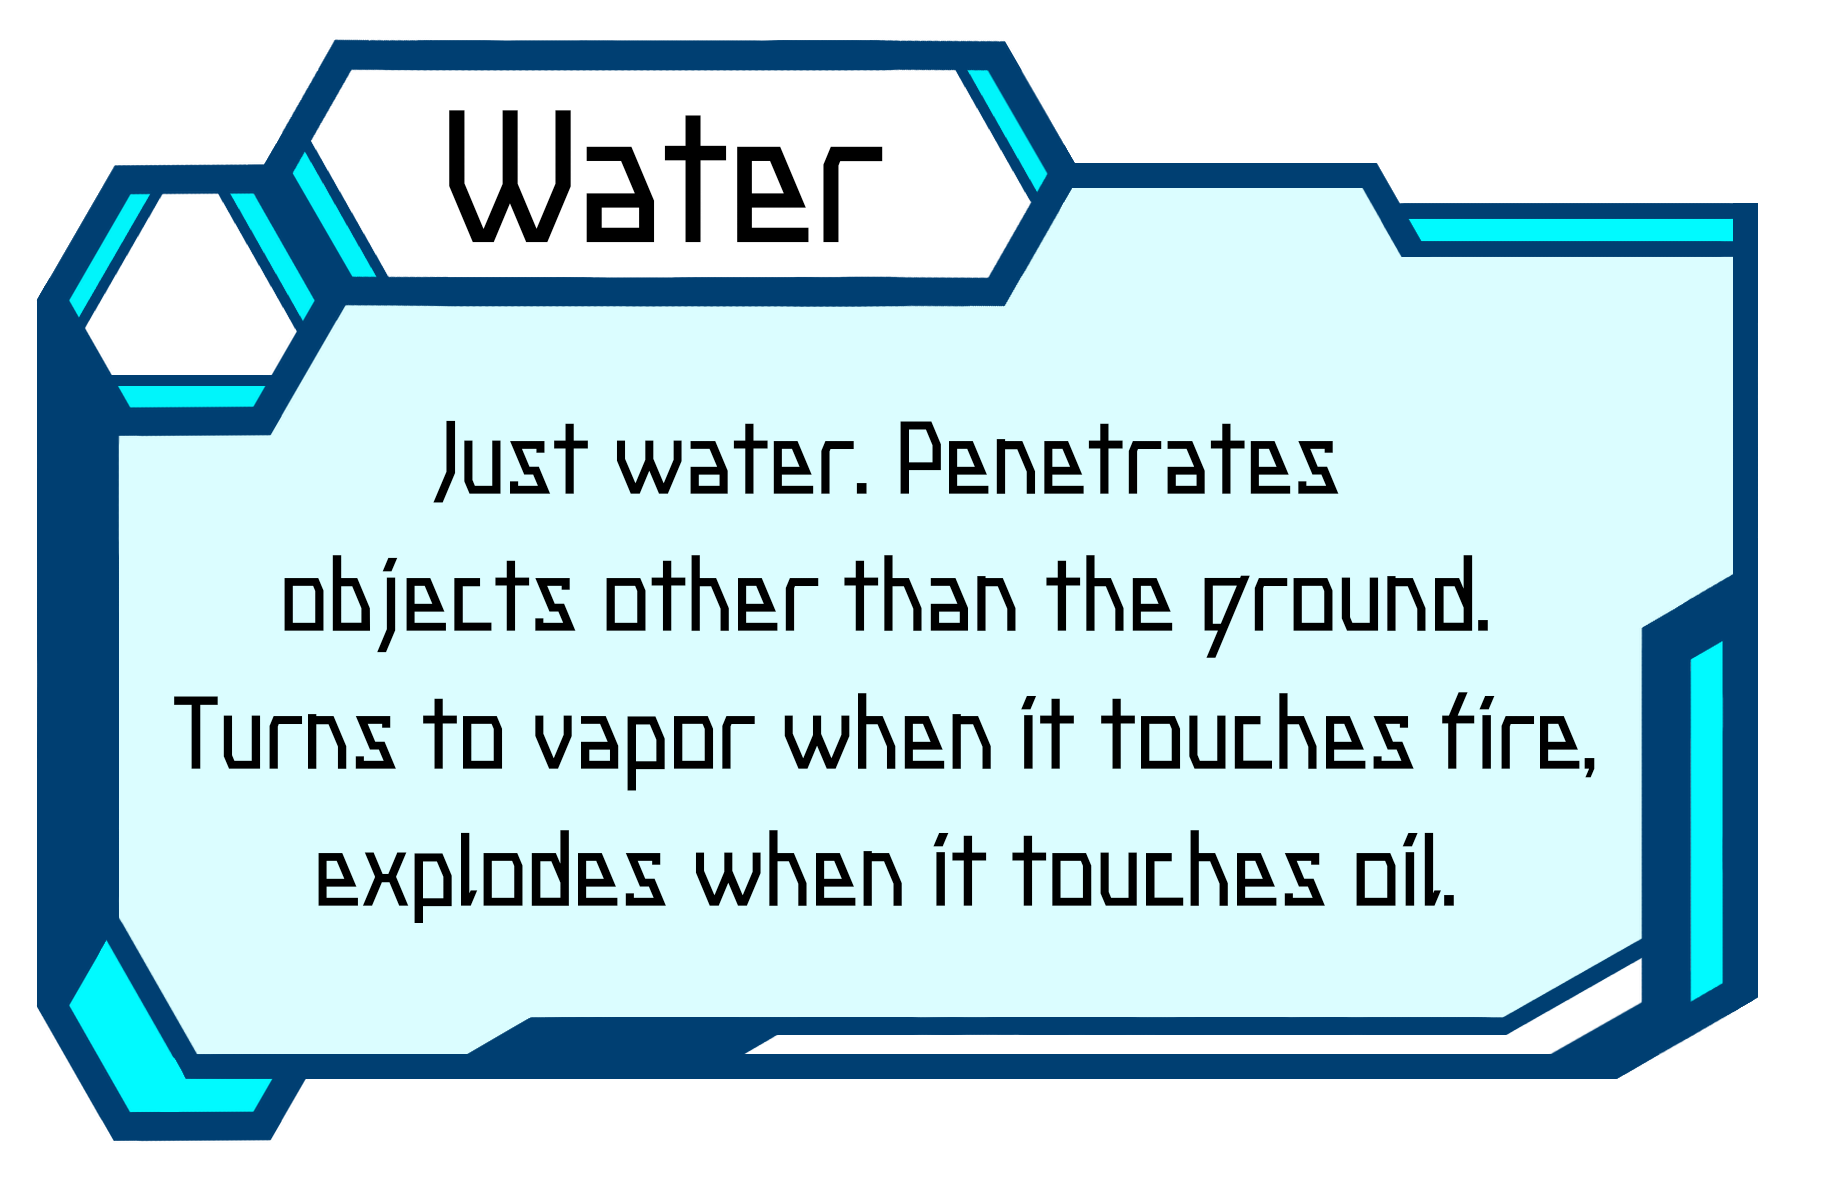 Water
Just water. Penetrates
objects other than the ground.
Turns to vapor when it touches fire,
explodes when it touches oil.